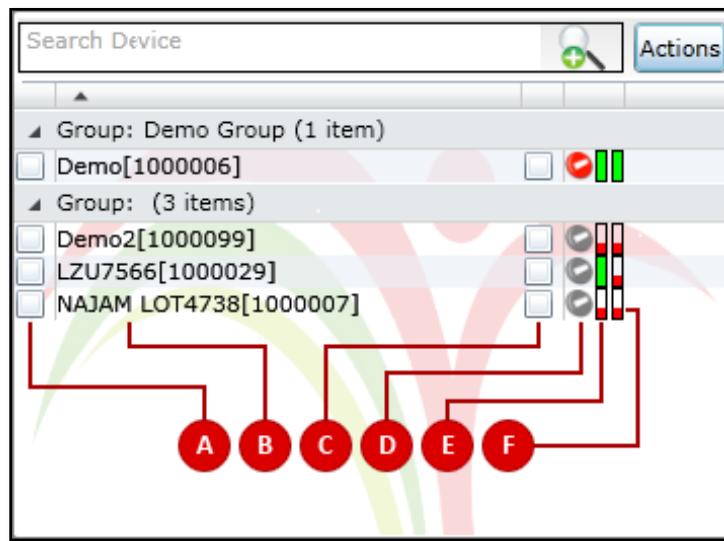 Search Device
Actions
Group: Demo Group (1 item)
Demo[1000006]
Group: (3 items)
Demo2[1000099]
LZU7566[1000029]
NAJAM LOT4738[1000007]
A B C D E F